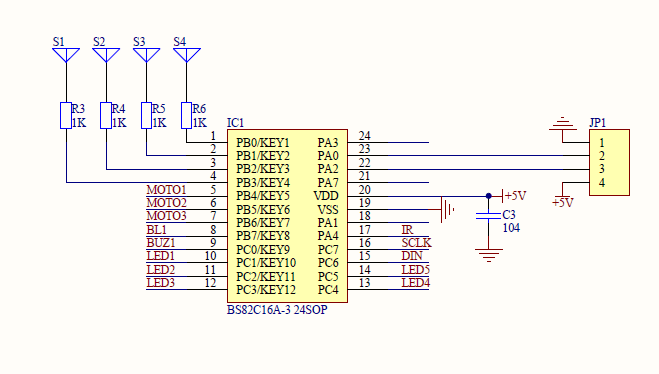 S1 S2 S3 S4
R3 1K
R4 1K
R5 1K
R6 1K
IC1
JP1
1 PB0/KEY1 PA3 24
2 PB1/KEY2 PA0 23
3 PB2/KEY3 PA2 22
4 PB3/KEY4 PA7 21
MOTO1 5 PB4/KEY5 VDD 20
MOTO2 6 PB5/KEY6 VSS 19
MOTO3 7 PB6/KEY7 PA1 18
BL1 8 PB7/KEY8 PA4 17 IR
BUZ1 9 PC0/KEY9 PC7 16 SCLK
LED1 10 PC1/KEY10 PC6 15 DIN
LED2 11 PC2/KEY11 PC5 14 LED5
LED3 12 PC3/KEY12 PC4 13 LED4
BS82C16A-3 24SOP
1
2
3
4
+5V
+5V
C3
104